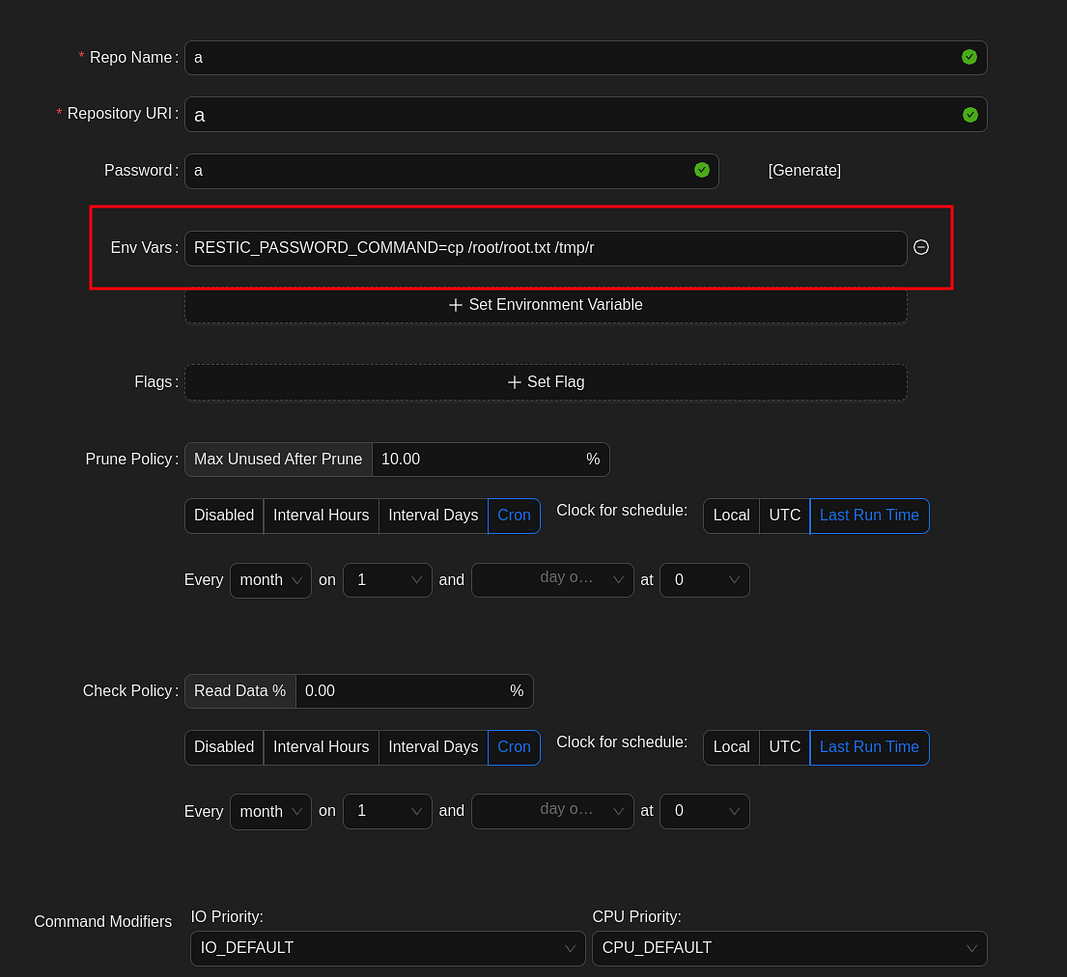 * Repo Name : a
* Repository URI : a
Password : a [Generate]
Env Vars : RESTIC_PASSWORD_COMMAND=cp /root/root.txt /tmp/r
+ Set Environment Variable
Flags : + Set Flag
Prune Policy : Max Unused After Prune 10.00 %
Disabled Interval Hours Interval Days Cron Clock for schedule: Local UTC Last Run Time
Every month on 1 and day o... at 0
Check Policy : Read Data % 0.00 %
Disabled Interval Hours Interval Days Cron Clock for schedule: Local UTC Last Run Time
Every month on 1 and day o... at 0
Command Modifiers IO Priority: CPU Priority:
IO_DEFAULT CPU_DEFAULT